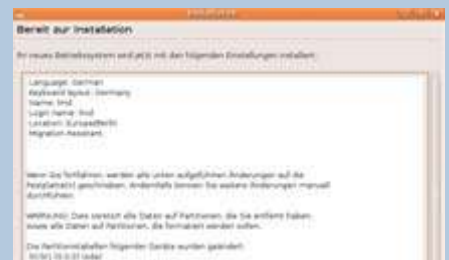 Bereit zur Installation
Ihr neues Betriebssystem wird jetzt mit den folgenden Einstellungen installiert:
Language: German
Keyboard layout: Germany
Name: lmd
Login name: lmd
Location: Europe/Berlin
Migration Assistant:
Wenn Sie fortfahren, werden alle unten aufgeführten Änderungen auf die
Festplatte(n) geschrieben. Andernfalls können Sie weitere Änderungen manuell
durchführen.
WARNUNG: Dies zerstört alle Daten auf Partitionen, die Sie entfernt haben,
sowie alle Daten auf Partitionen, die formatiert werden sollen.
Die Partitionstabellen folgender Geräte wurden geändert: